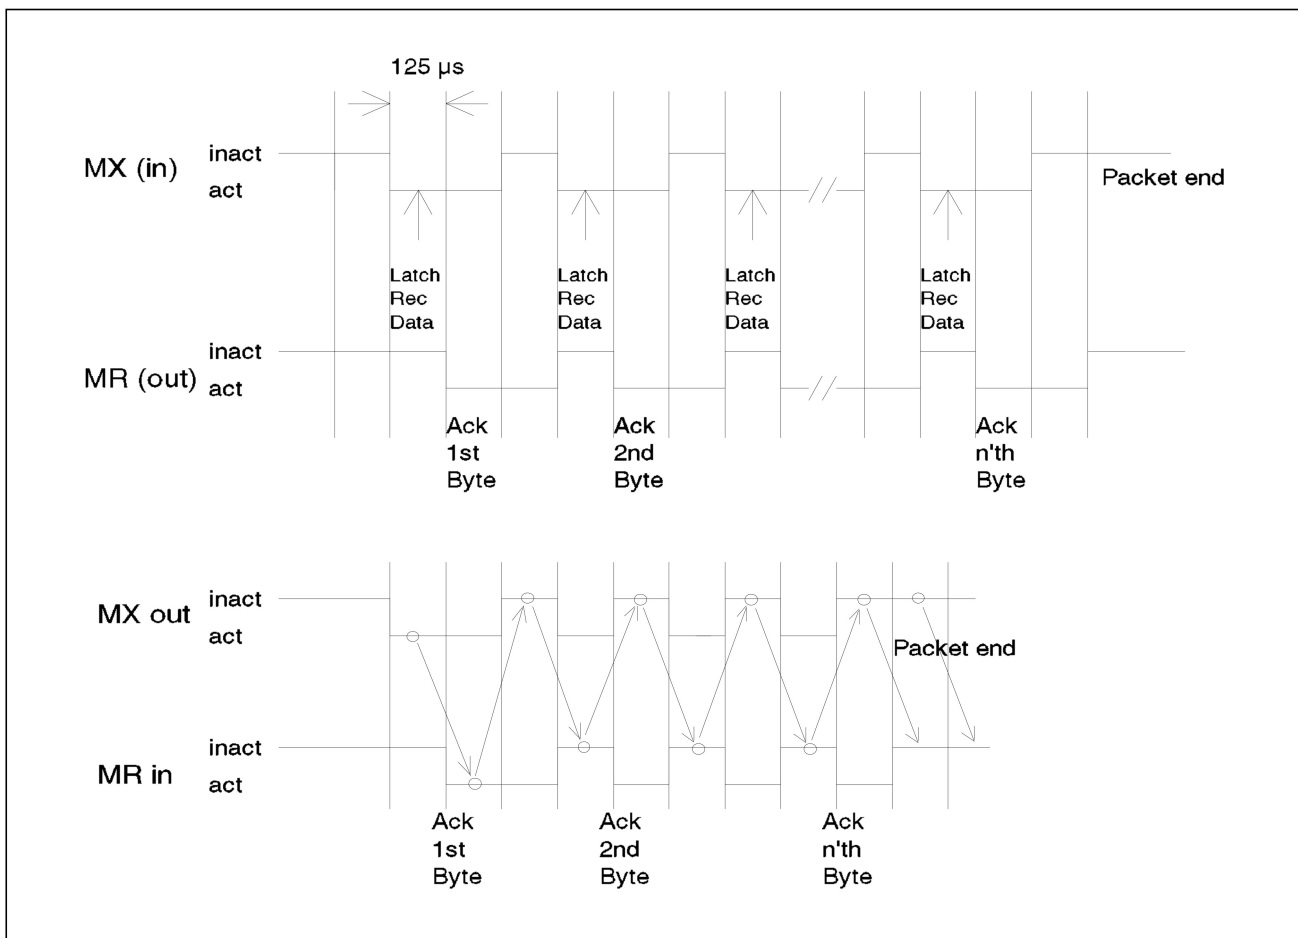 125 µs
MX (in)
inact
act
Packet end
Latch
Rec
Data
Latch
Rec
Data
Latch
Rec
Data
Latch
Rec
Data
MR (out)
inact
act
Ack
1st
Byte
Ack
2nd
Byte
Ack
n'th
Byte
MX out
inact
act
Packet end
MR in
inact
act
Ack
1st
Byte
Ack
2nd
Byte
Ack
n'th
Byte